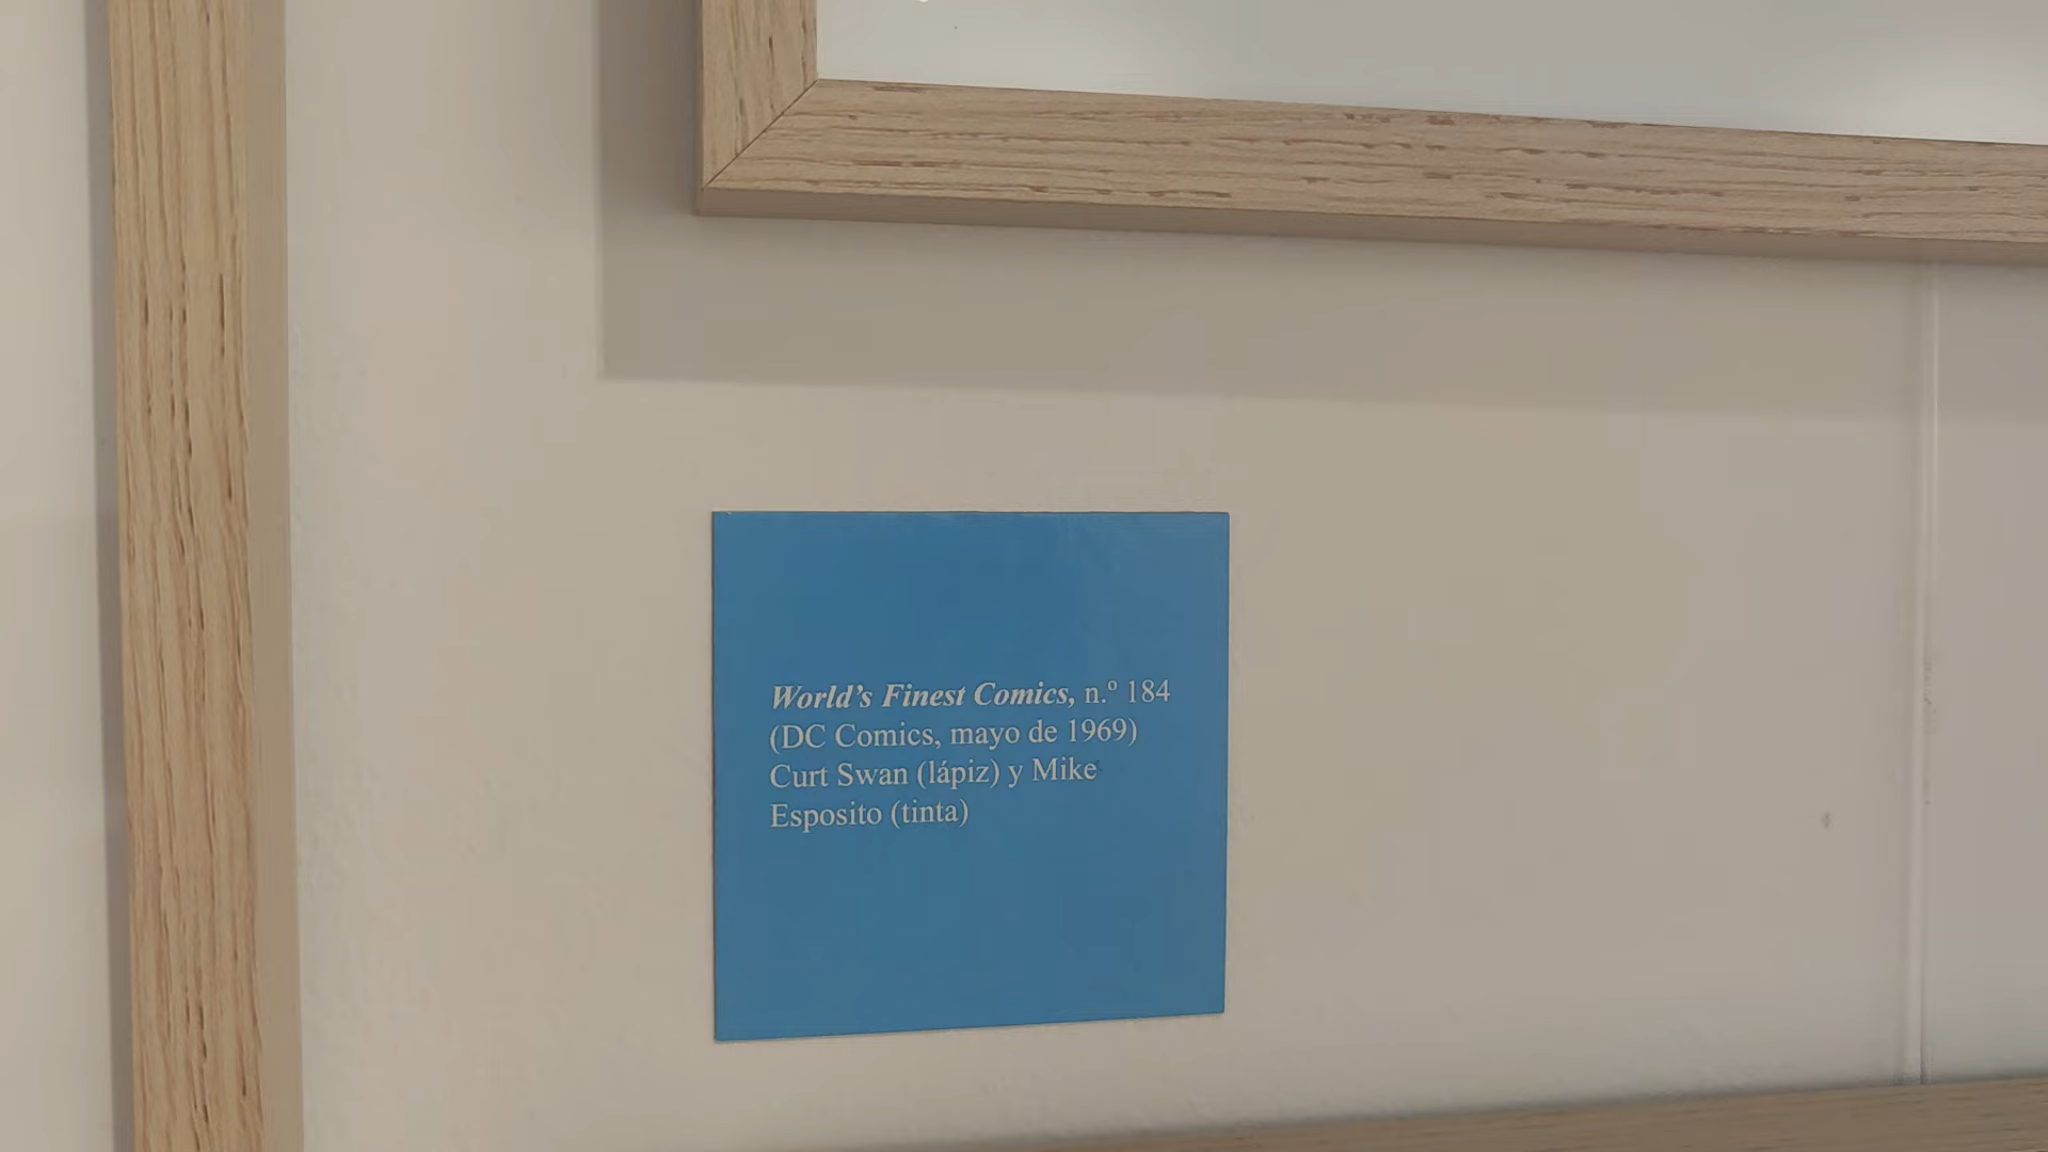 World’s Finest Comics, n.º 184
(DC Comics, mayo de 1969)
Curt Swan (lápiz) y Mike
Esposito (tinta)